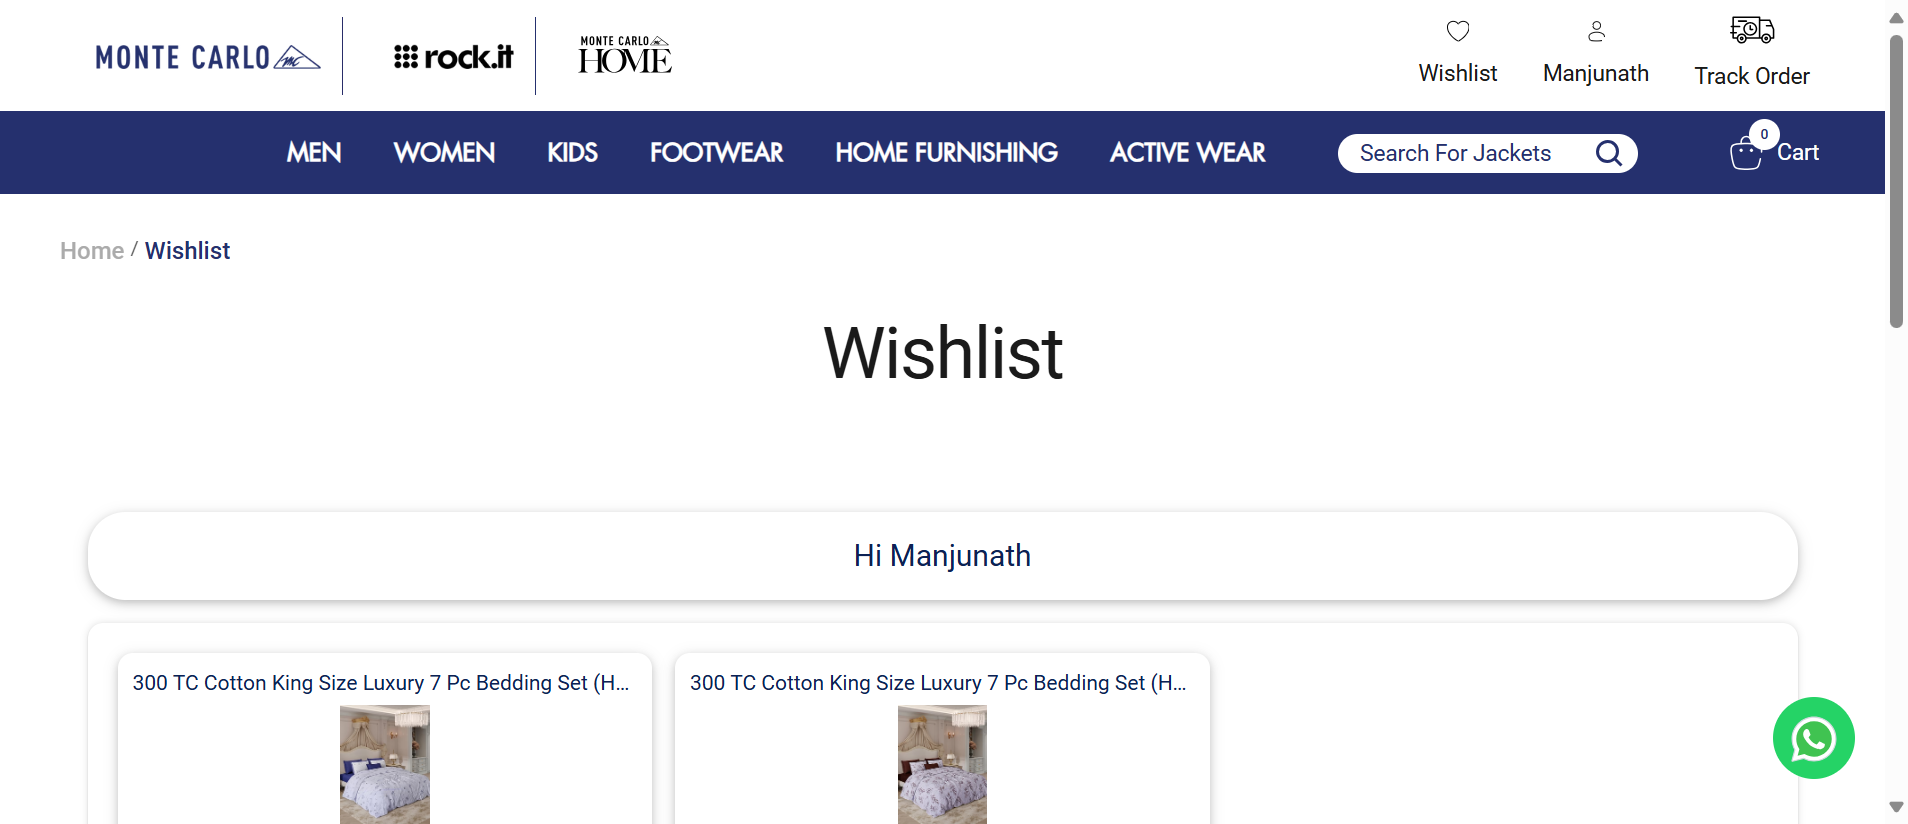 MONTE CARLO
rock.it
MONTE CARLO
HOME
Wishlist
Manjunath
Track Order
MEN
WOMEN
KIDS
FOOTWEAR
HOME FURNISHING
ACTIVE WEAR
Search For Jackets
0
Cart
Home / Wishlist
Wishlist
Hi Manjunath
300 TC Cotton King Size Luxury 7 Pc Bedding Set (H...
300 TC Cotton King Size Luxury 7 Pc Bedding Set (H...